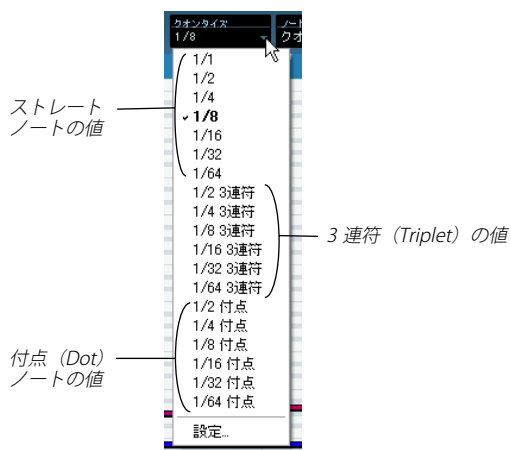 クオンタイズ
1/8
ノート
クオ
1/1
1/2
1/4
1/8
1/16
1/32
1/64
1/2 3連符
1/4 3連符
1/8 3連符
1/16 3連符
1/32 3連符
1/64 3連符
1/2 付点
1/4 付点
1/8 付点
1/16 付点
1/32 付点
1/64 付点
設定...
ストレート
ノートの値
3 連符（Triplet）の値
付点（Dot）
ノートの値